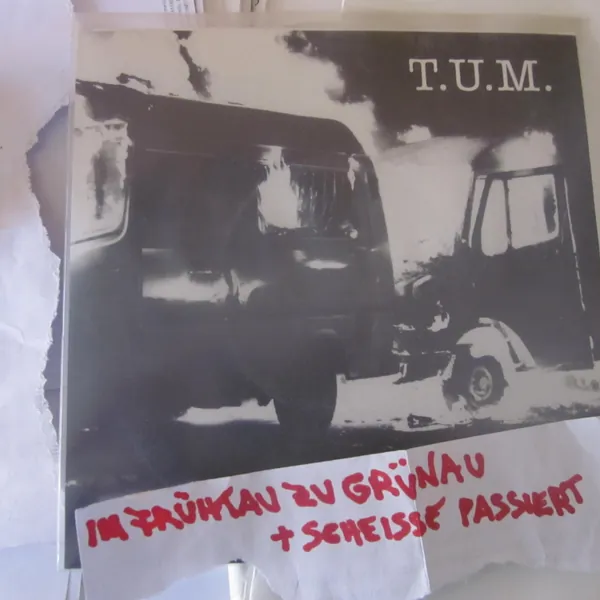 T.U.M.
IM FRÜHTAU ZU GRÜNAU
+ SCHEISSE PASSIERT